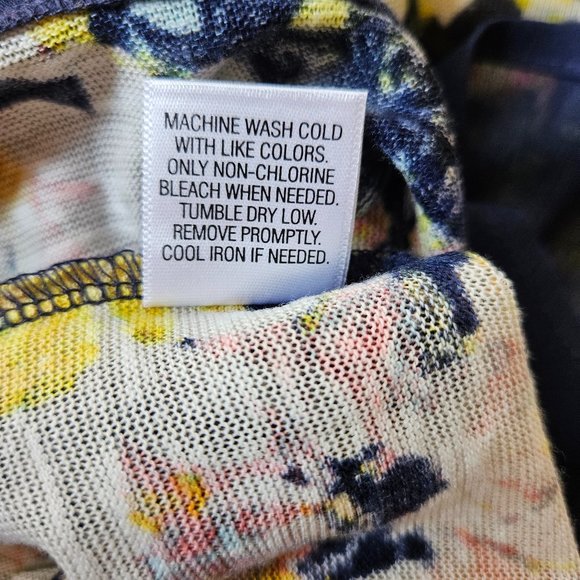 MACHINE WASH COLD
WITH LIKE COLORS.
ONLY NON-CHLORINE
BLEACH WHEN NEEDED.
TUMBLE DRY LOW.
REMOVE PROMPTLY.
COOL IRON IF NEEDED.